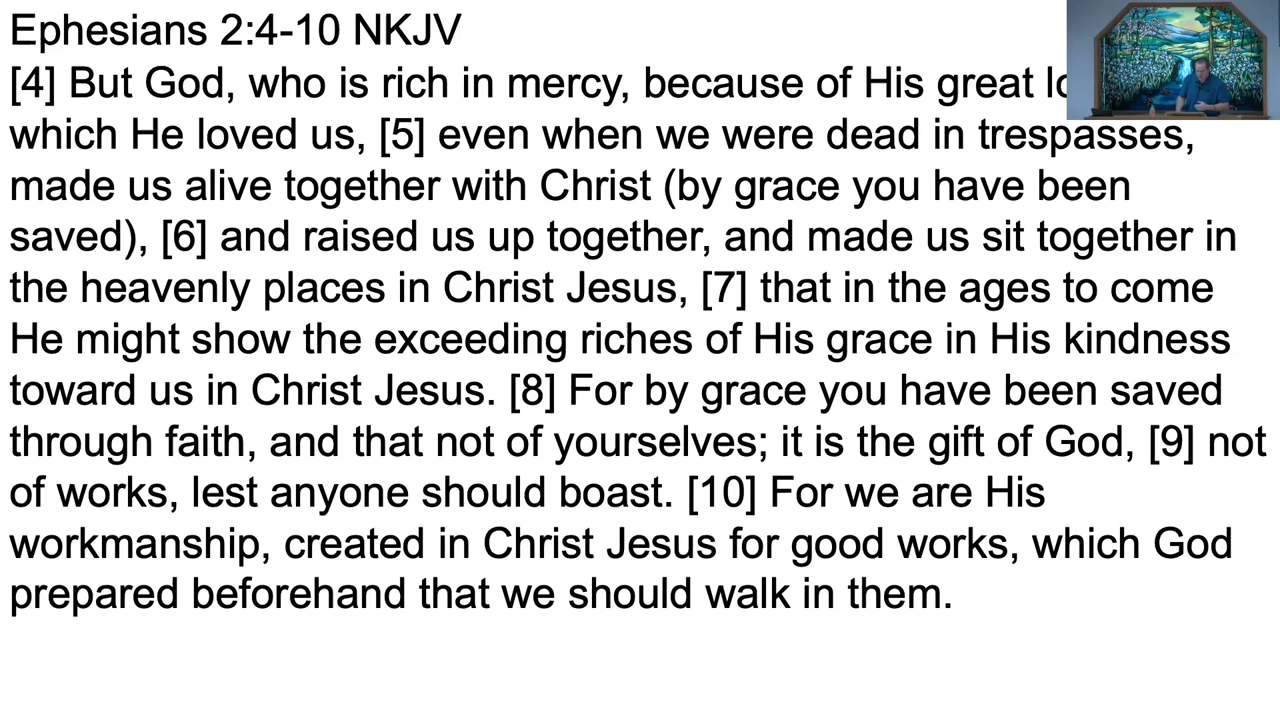 Ephesians 2:4-10 NKJV
[4] But God, who is rich in mercy, because of His great
which He loved us, [5] even when we were dead in trespasses,
made us alive together with Christ (by grace you have been
saved), [6] and raised us up together, and made us sit together in
the heavenly places in Christ Jesus, [7] that in the ages to come
He might show the exceeding riches of His grace in His kindness
toward us in Christ Jesus. [8] For by grace you have been saved
through faith, and that not of yourselves; it is the gift of God, [9] not
of works, lest anyone should boast. [10] For we are His
workmanship, created in Christ Jesus for good works, which God
prepared beforehand that we should walk in them.